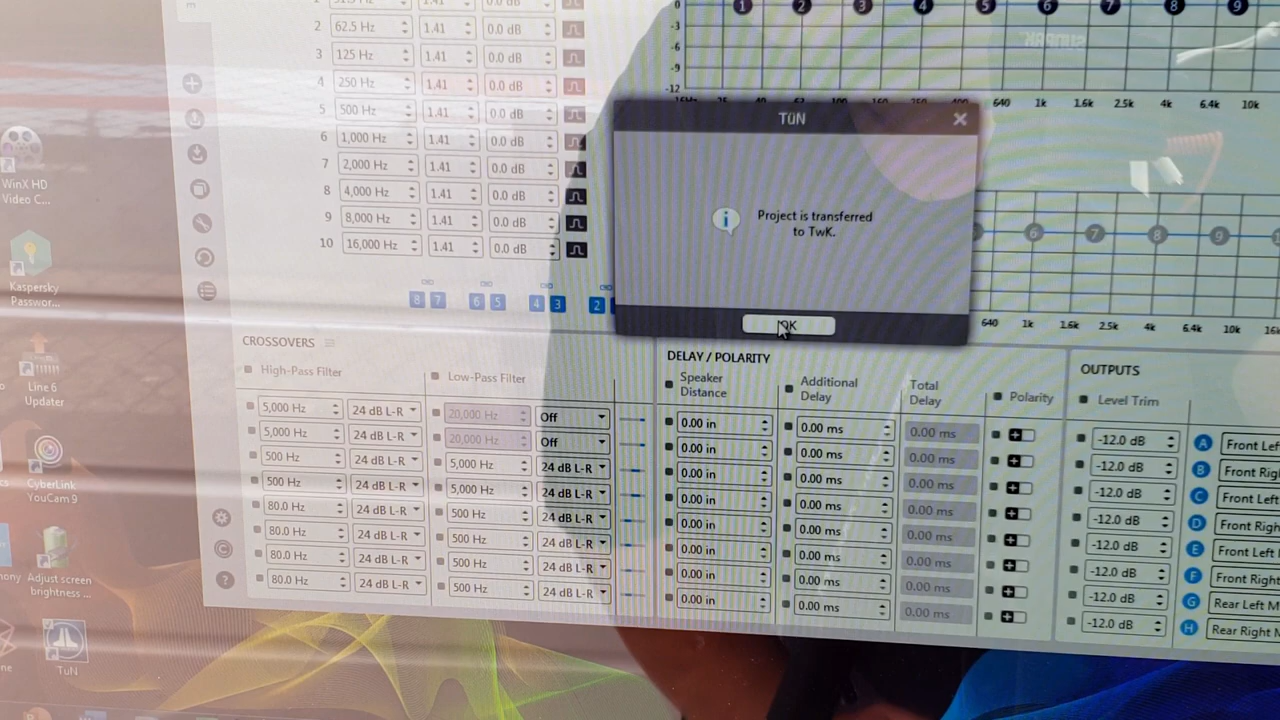 0
1 2 3 4 5 6 7 8 9
-3
-6
-9
-12
640 1k 1.6k 2.5k 4k 6.4k 10k
2 62.5 Hz 1.41 0.0 dB
3 125 Hz 1.41 0.0 dB
4 250 Hz 1.41 0.0 dB
5 500 Hz 1.41 0.0 dB
6 1,000 Hz 1.41 0.0 dB
7 2,000 Hz 1.41 0.0 dB
8 4,000 Hz 1.41 0.0 dB
9 8,000 Hz 1.41 0.0 dB
10 16,000 Hz 1.41 0.0 dB
8 7 6 5 4 3 2
TüN
Project is transferred
to TwK.
OK
6 7 8 9
640 1k 1.6k 2.5k 4k 6.4k 10k
WinX HD
Video C...
Kaspersky
Passwor...
Line 6
Updater
CyberLink
YouCam 9
Adjust screen
brightness ...
TüN
CROSSOVERS
High-Pass Filter Low-Pass Filter
5,000 Hz 24 dB L-R 20,000 Hz Off
5,000 Hz 24 dB L-R 20,000 Hz Off
500 Hz 24 dB L-R 5,000 Hz 24 dB L-R
500 Hz 24 dB L-R 5,000 Hz 24 dB L-R
80.0 Hz 24 dB L-R 500 Hz 24 dB L-R
80.0 Hz 24 dB L-R 500 Hz 24 dB L-R
80.0 Hz 24 dB L-R 500 Hz 24 dB L-R
80.0 Hz 24 dB L-R 500 Hz 24 dB L-R
DELAY / POLARITY
Speaker
Distance
Additional
Delay
Total
Delay
Polarity
0.00 in 0.00 ms 0.00 ms
0.00 in 0.00 ms 0.00 ms
0.00 in 0.00 ms 0.00 ms
0.00 in 0.00 ms 0.00 ms
0.00 in 0.00 ms 0.00 ms
0.00 in 0.00 ms 0.00 ms
0.00 in 0.00 ms 0.00 ms
0.00 in 0.00 ms 0.00 ms
OUTPUTS
Level Trim
-12.0 dB A Front Left
-12.0 dB B Front Rig
-12.0 dB C Front Left
-12.0 dB D Front Righ
-12.0 dB E Front Left
-12.0 dB F Front Righ
-12.0 dB G Rear Left M
-12.0 dB H Rear Right M